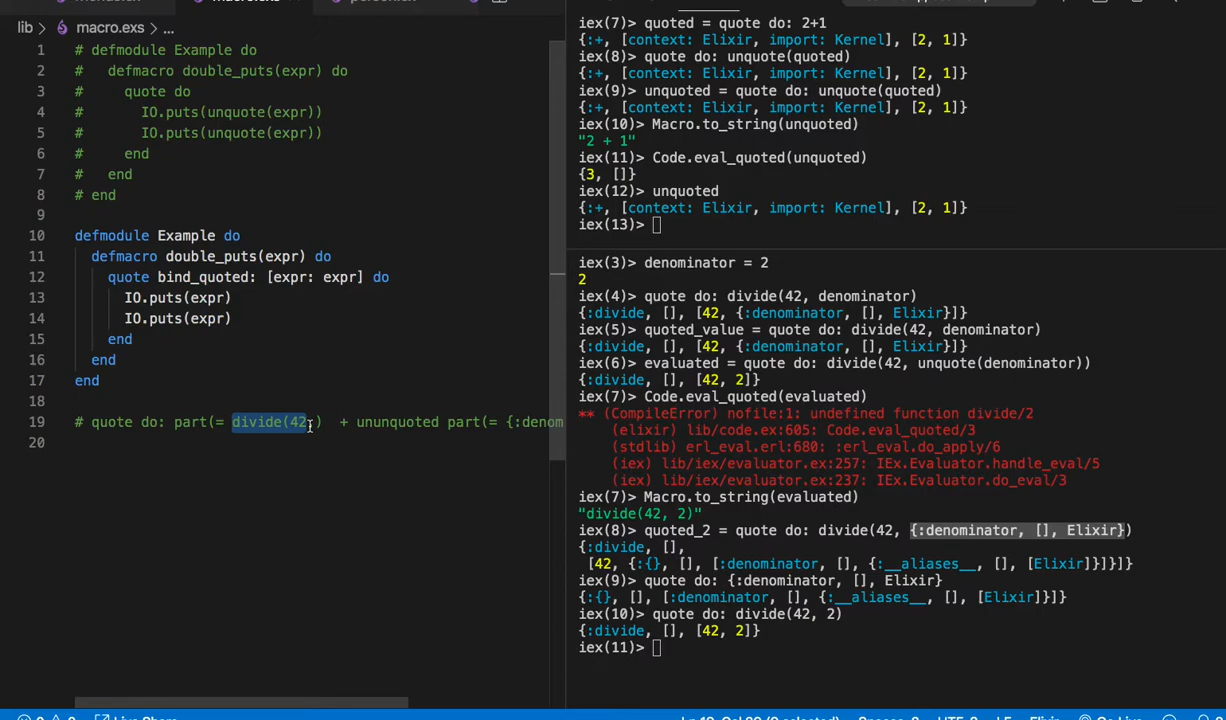 lib > macro.exs > ...
1 # defmodule Example do
2 #   defmacro double_puts(expr) do
3 #     quote do
4 #       IO.puts(unquote(expr))
5 #       IO.puts(unquote(expr))
6 #     end
7 #   end
8 # end
9
10 defmodule Example do
11   defmacro double_puts(expr) do
12     quote bind_quoted: [expr: expr] do
13       IO.puts(expr)
14       IO.puts(expr)
15     end
16   end
17 end
18
19 # quote do: part(= divide(42,)  + ununquoted part(= {:denom
20
iex(7)> quoted = quote do: 2+1
{:+, [context: Elixir, import: Kernel], [2, 1]}
iex(8)> quote do: unquote(quoted)
{:+, [context: Elixir, import: Kernel], [2, 1]}
iex(9)> unquoted = quote do: unquote(quoted)
{:+, [context: Elixir, import: Kernel], [2, 1]}
iex(10)> Macro.to_string(unquoted)
"2 + 1"
iex(11)> Code.eval_quoted(unquoted)
{3, []}
iex(12)> unquoted
{:+, [context: Elixir, import: Kernel], [2, 1]}
iex(13)>
iex(3)> denominator = 2
2
iex(4)> quote do: divide(42, denominator)
{:divide, [], [42, {:denominator, [], Elixir}]}
iex(5)> quoted_value = quote do: divide(42, denominator)
{:divide, [], [42, {:denominator, [], Elixir}]}
iex(6)> evaluated = quote do: divide(42, unquote(denominator))
{:divide, [], [42, 2]}
iex(7)> Code.eval_quoted(evaluated)
** (CompileError) nofile:1: undefined function divide/2
    (elixir) lib/code.ex:605: Code.eval_quoted/3
    (stdlib) erl_eval.erl:680: :erl_eval.do_apply/6
    (iex) lib/iex/evaluator.ex:257: IEx.Evaluator.handle_eval/5
    (iex) lib/iex/evaluator.ex:237: IEx.Evaluator.do_eval/3
iex(7)> Macro.to_string(evaluated)
"divide(42, 2)"
iex(8)> quoted_2 = quote do: divide(42, {:denominator, [], Elixir})
{:divide, [],
 [42, {:{}, [], [:denominator, [], {:__aliases__, [], [Elixir]}]}]}
iex(9)> quote do: {:denominator, [], Elixir}
{:{}, [], [:denominator, [], {:__aliases__, [], [Elixir]}]}
iex(10)> quote do: divide(42, 2)
{:divide, [], [42, 2]}
iex(11)>